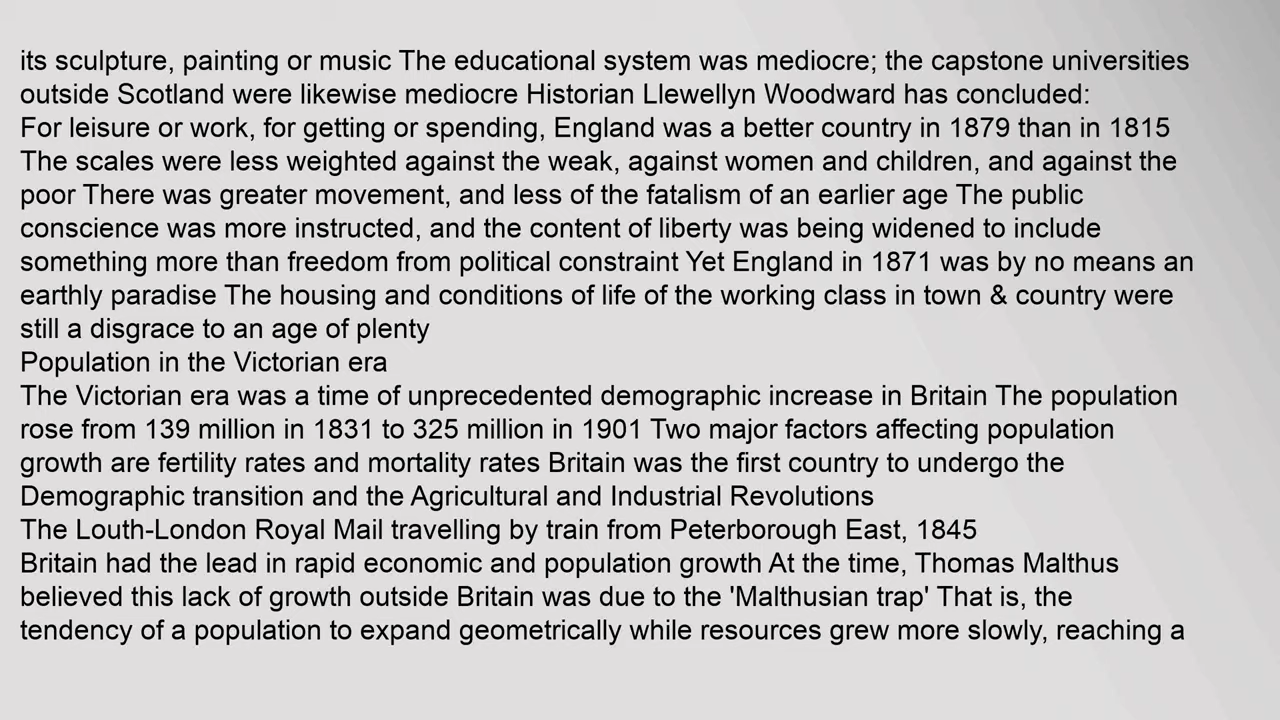 its sculpture, painting or music The educational system was mediocre; the capstone universities
outside Scotland were likewise mediocre Historian Llewellyn Woodward has concluded:
For leisure or work, for getting or spending, England was a better country in 1879 than in 1815
The scales were less weighted against the weak, against women and children, and against the
poor There was greater movement, and less of the fatalism of an earlier age The public
conscience was more instructed, and the content of liberty was being widened to include
something more than freedom from political constraint Yet England in 1871 was by no means an
earthly paradise The housing and conditions of life of the working class in town & country were
still a disgrace to an age of plenty
Population in the Victorian era
The Victorian era was a time of unprecedented demographic increase in Britain The population
rose from 139 million in 1831 to 325 million in 1901 Two major factors affecting population
growth are fertility rates and mortality rates Britain was the first country to undergo the
Demographic transition and the Agricultural and Industrial Revolutions
The Louth-London Royal Mail travelling by train from Peterborough East, 1845
Britain had the lead in rapid economic and population growth At the time, Thomas Malthus
believed this lack of growth outside Britain was due to the 'Malthusian trap' That is, the
tendency of a population to expand geometrically while resources grew more slowly, reaching a